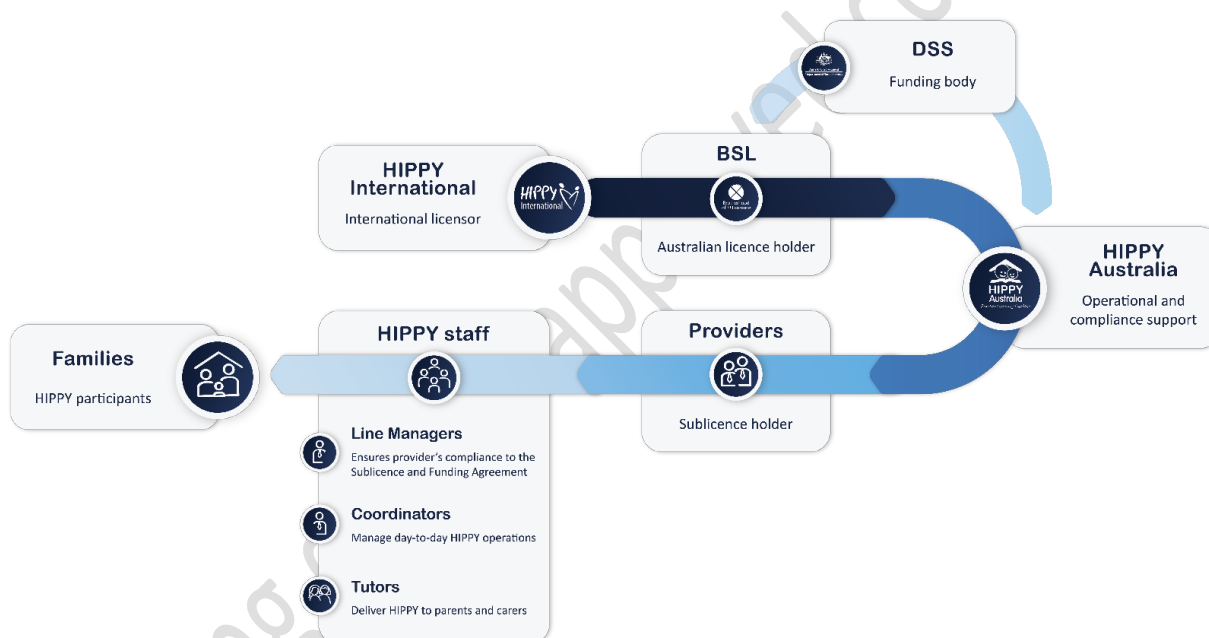 DSS
Funding body
BSL
Australian licence holder
HIPPY
International
International licensor
HIPPY
International
HIPPY
Australia
HIPPY
Australia
Operational and
compliance support
Providers
Sublicence holder
HIPPY staff
Line Managers
Ensures provider's compliance to the
Sublicence and Funding Agreement
Coordinators
Manage day-to-day HIPPY operations
Tutors
Deliver HIPPY to parents and carers
Families
HIPPY participants